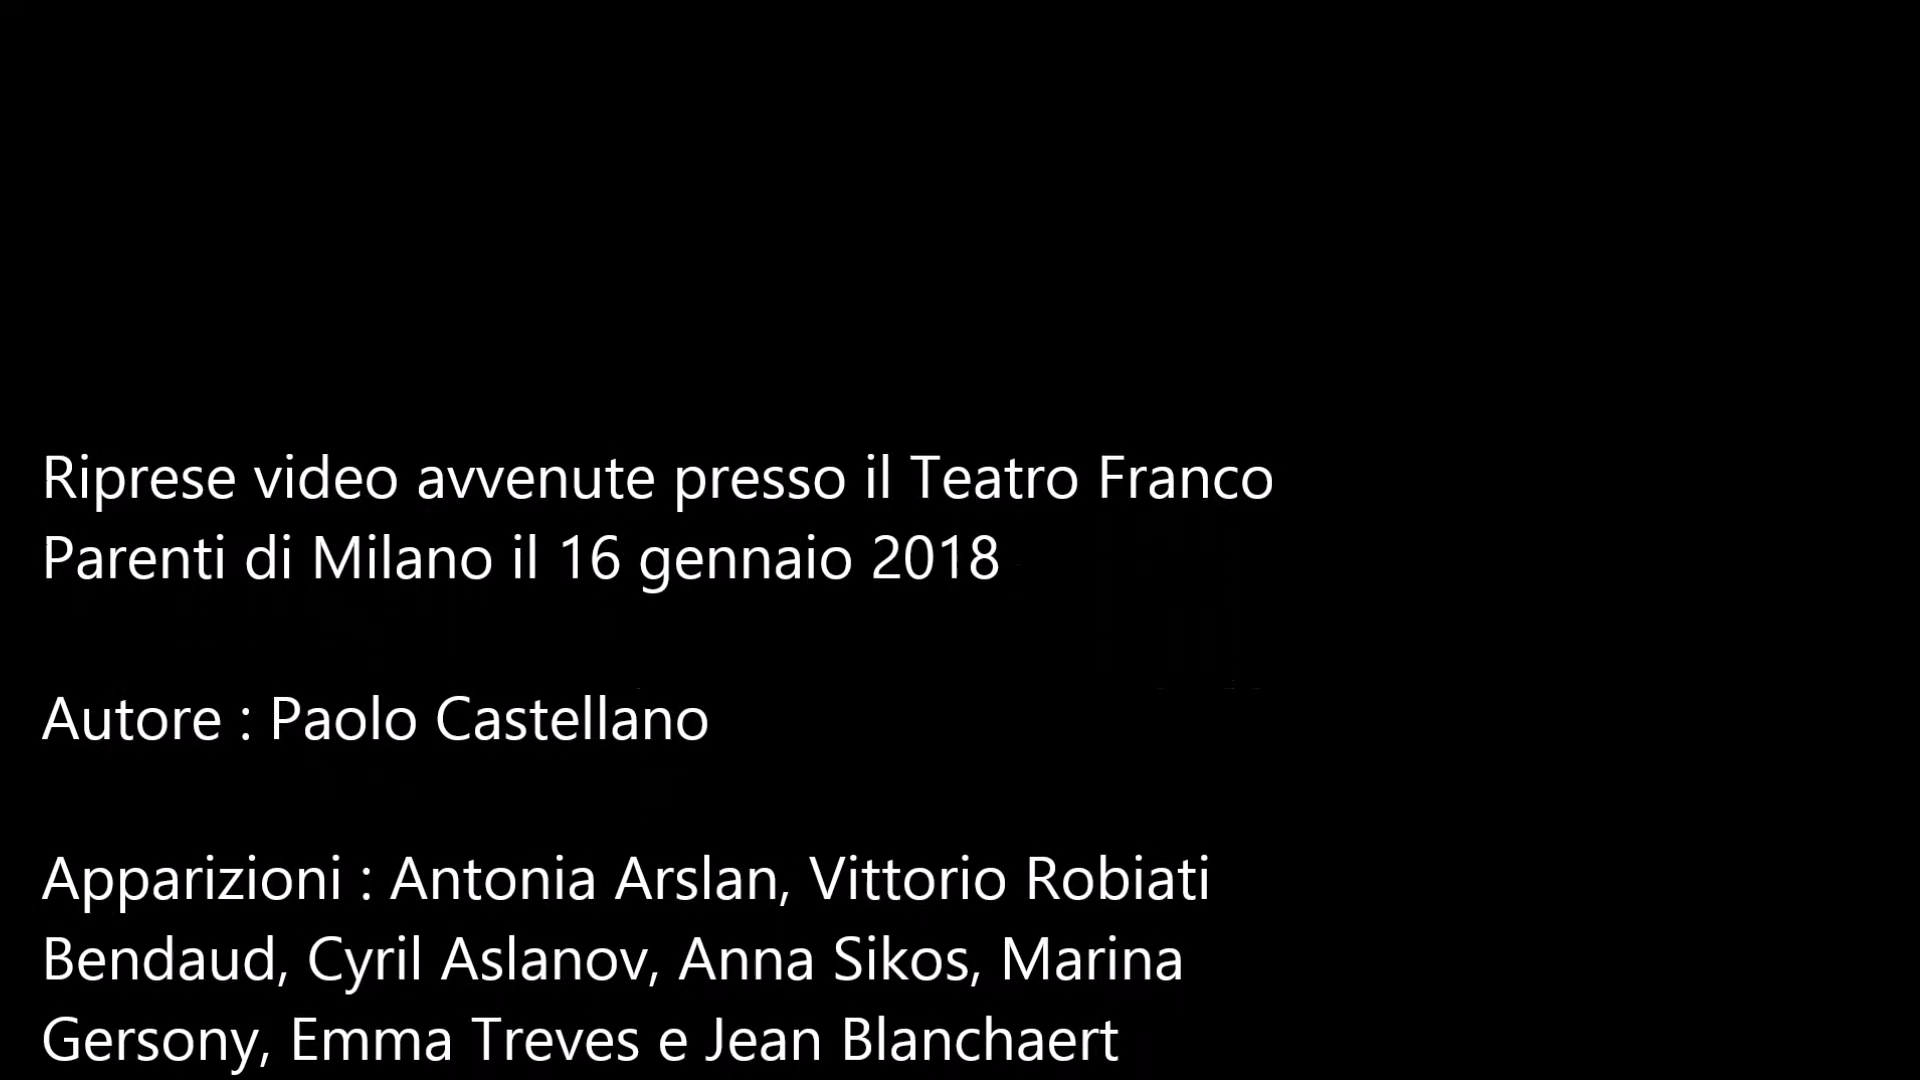 Riprese video avvenute presso il Teatro Franco
Parenti di Milano il 16 gennaio 2018
Autore : Paolo Castellano
Apparizioni : Antonia Arslan, Vittorio Robiati
Bendaud, Cyril Aslanov, Anna Sikos, Marina
Gersony, Emma Treves e Jean Blanchaert